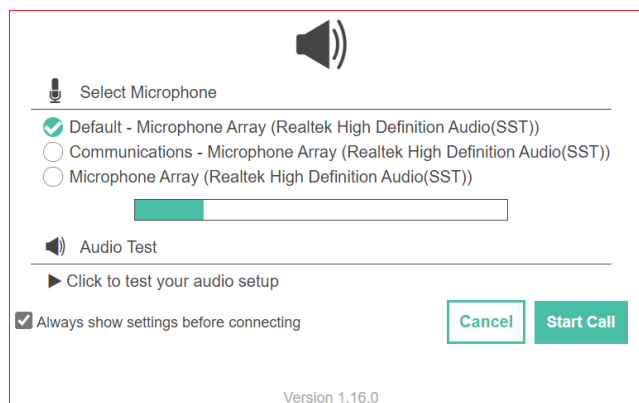 Select Microphone
Default - Microphone Array (Realtek High Definition Audio(SST))
Communications - Microphone Array (Realtek High Definition Audio(SST))
Microphone Array (Realtek High Definition Audio(SST))
Audio Test
Click to test your audio setup
Always show settings before connecting
Cancel
Start Call
Version 1.16.0